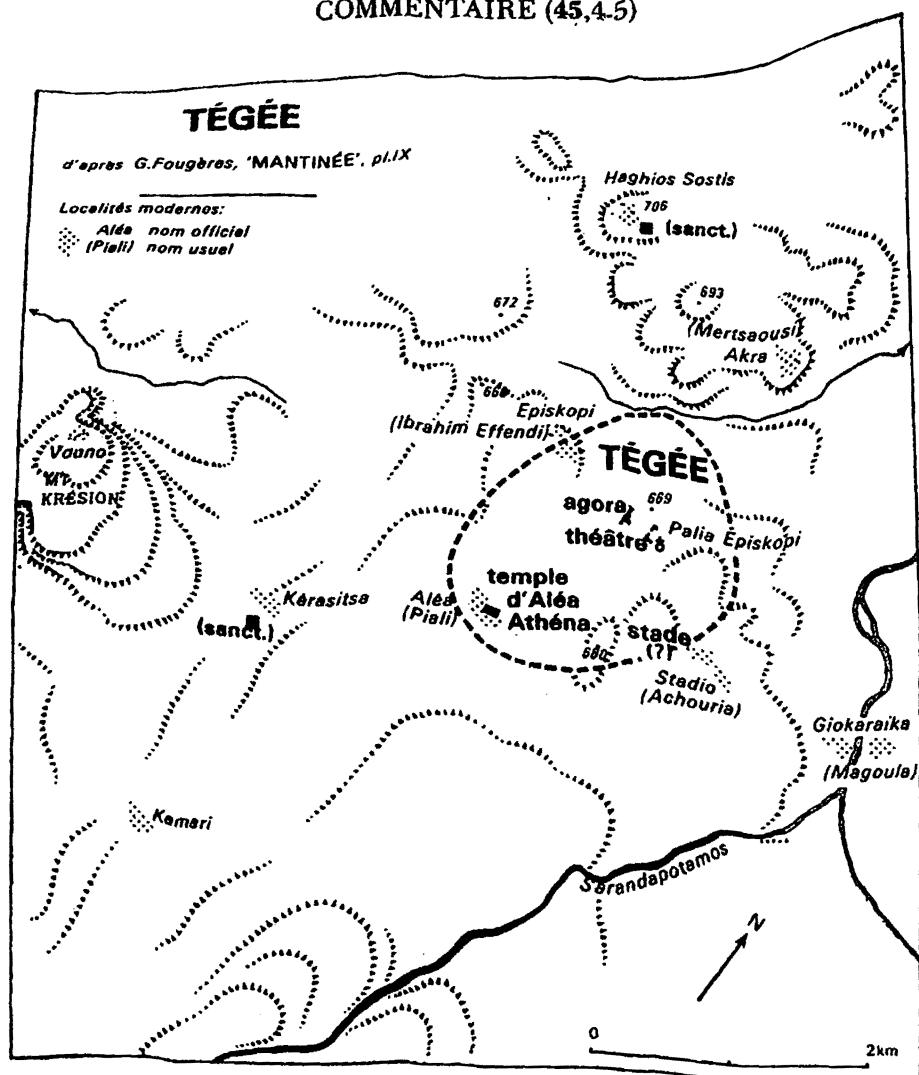 COMMENTAIRE (45,4-5)
TÉGÉE
d'après G.Fougères, 'MANTINÉE', pl.IX
Localités modernes:
Aléa nom officiel
(Piali) nom usuel
Haghios Sostis
706
(sanct.)
672
693
(Mertsaousi)
Akra
Episkopi
(Ibrahim Effendi)
Vouno
MT
KRÉSION
TÉGÉE
agora
669
théâtre
Palia Episkopi
temple
d'Aléa
Athéna
Aléa
(Piali)
Kérasitsa
(sanct.)
stade
(?)
680
Stadio
(Achouria)
Giokaraïka
(Magoula)
Kamari
Sarandapotamos
N
0
2km